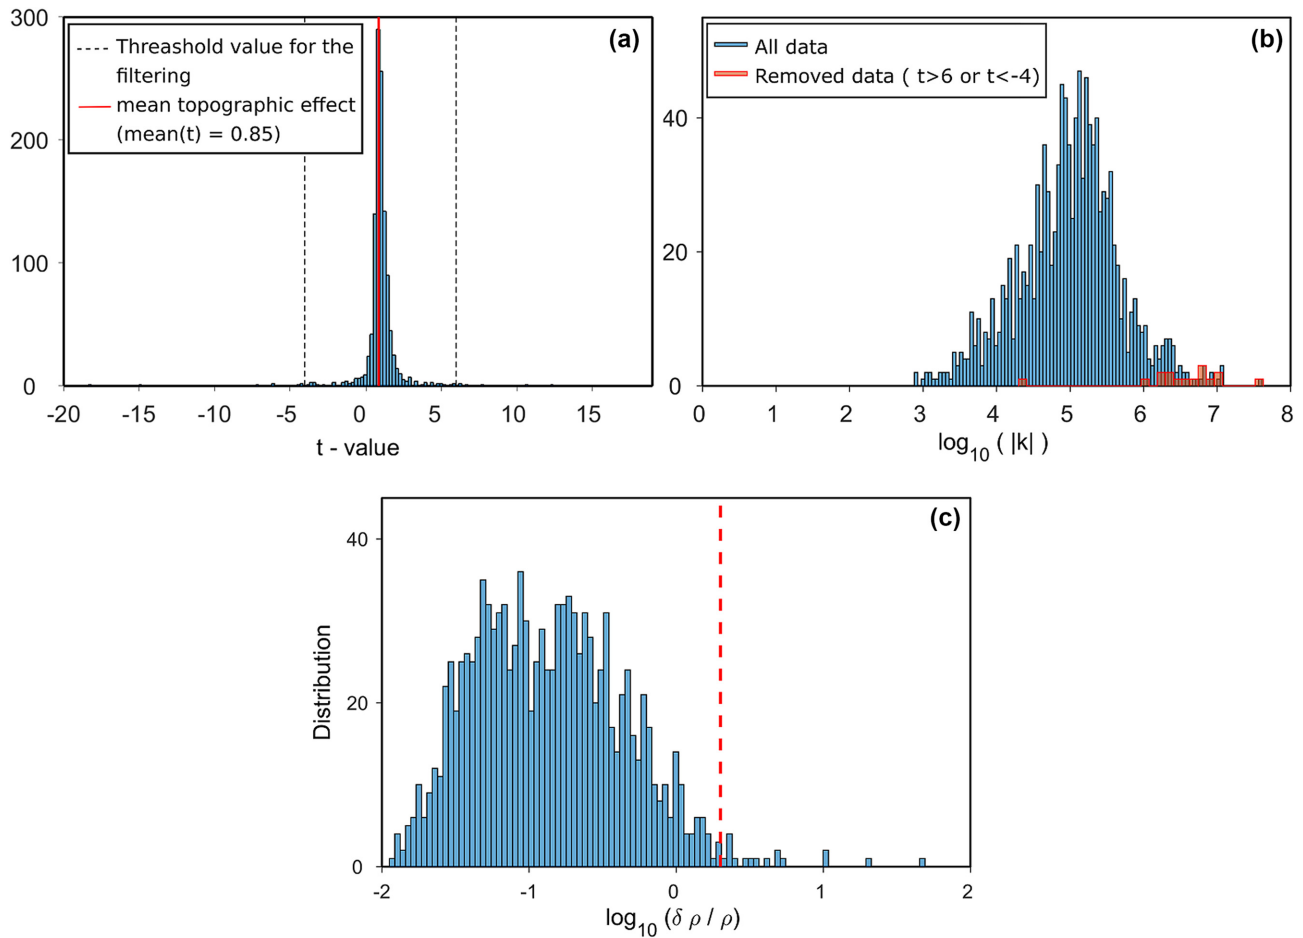 300
200
100
0
Threashold value for the
filtering
mean topographic effect
(mean(t) = 0.85)
(a)
-20 -15 -10 -5 0 5 10 15
t - value
40
20
0
All data
Removed data ( t>6 or t<-4)
(b)
0 1 2 3 4 5 6 7 8
log10 ( |k| )
(c)
Distribution
40
20
0
-2 -1 0 1 2
log10 (δ ρ / ρ)